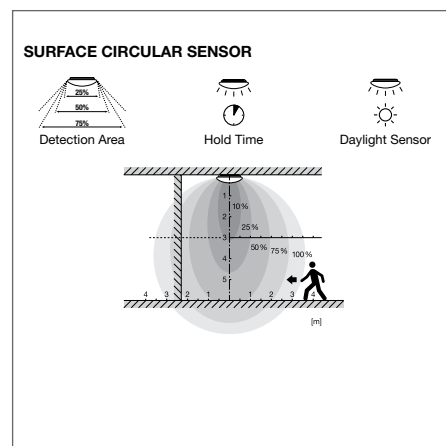 SURFACE CIRCULAR SENSOR
25%
50%
75%
Detection Area
Hold Time
Daylight Sensor
1
2
3
4
5
10 %
25 %
50 % 75 % 100 %
4 3 2 1 1 2 3 4
[m]